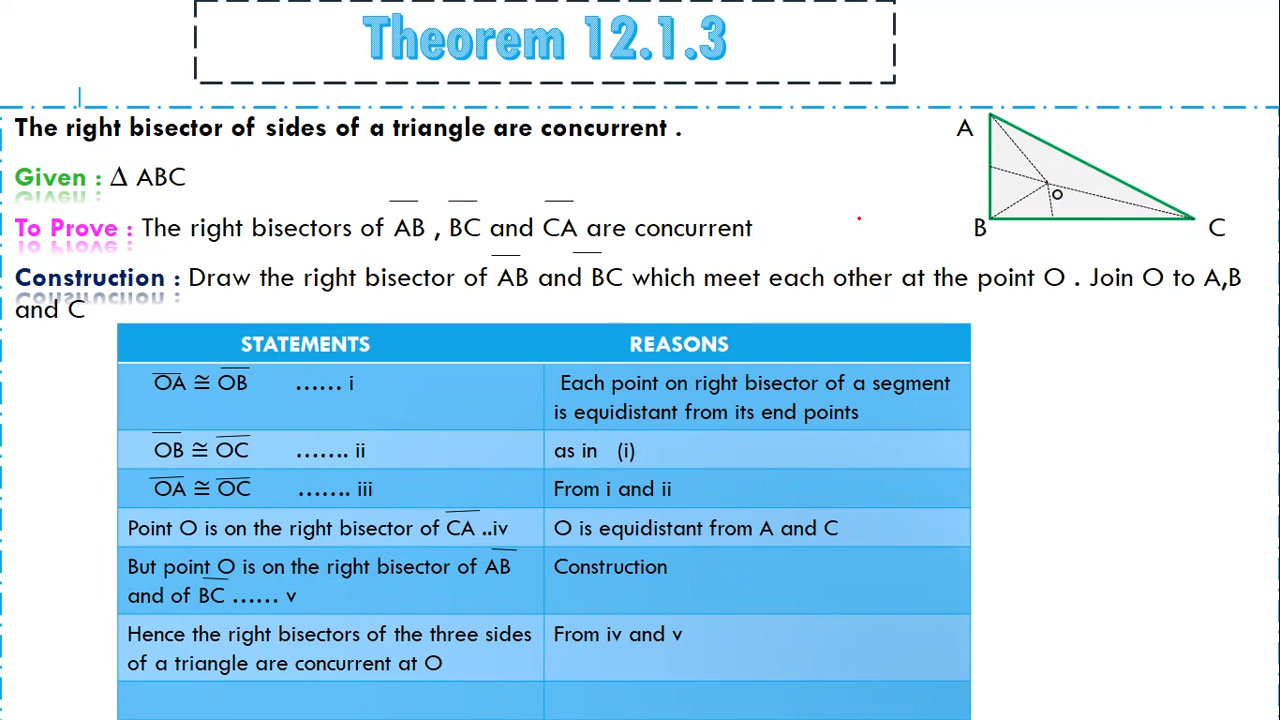 Theorem 12.1.3
The right bisector of sides of a triangle are concurrent .
A
Given : Δ ABC
O
To Prove : The right bisectors of AB , BC and CA are concurrent
B
C
Construction : Draw the right bisector of AB and BC which meet each other at the point O . Join O to A,B
and C
STATEMENTS
REASONS
OA ≅ OB ...... i
Each point on right bisector of a segment
is equidistant from its end points
OB ≅ OC ....... ii
as in (i)
OA ≅ OC ....... iii
From i and ii
Point O is on the right bisector of CA ..iv
O is equidistant from A and C
But point O is on the right bisector of AB
and of BC ...... v
Construction
Hence the right bisectors of the three sides
of a triangle are concurrent at O
From iv and v